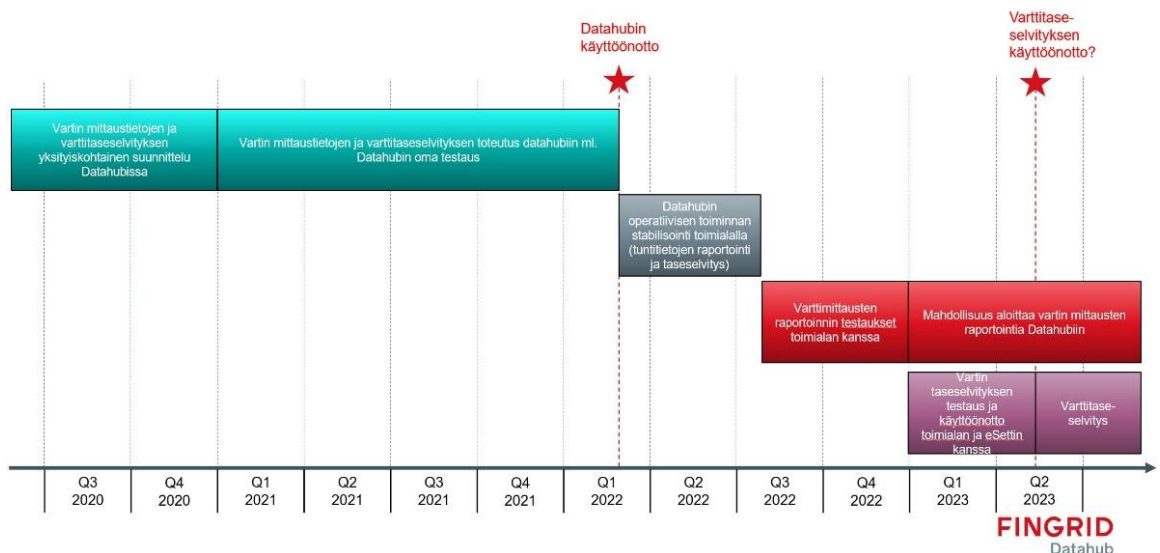 Datahubin
käyttöönotto
Varttitase-
selvityksen
käyttöönotto?
Vartin mittaustietojen ja
varttitaseselvityksen
yksityiskohtainen suunnittelu
Datahubissa
Vartin mittaustietojen ja varttitaseselvityksen toteutus datahubiin ml.
Datahubin oma testaus
Datahubin
operatiivisen toiminnan
stabilisointi toimialalla
(tuntitietojen raportointi
ja taseselvitys)
Varttimittausten
raportoinnin testaukset
toimialan kanssa
Mahdollisuus aloittaa vartin mittausten
raportointia Datahubiin
Vartin
taseselvityksen
testaus ja
käyttöönotto
toimialan ja eSettin
kanssa
Varttitase-
selvitys
Q3
2020
Q4
2020
Q1
2021
Q2
2021
Q3
2021
Q4
2021
Q1
2022
Q2
2022
Q3
2022
Q4
2022
Q1
2023
Q2
2023
FINGRID
Datahub